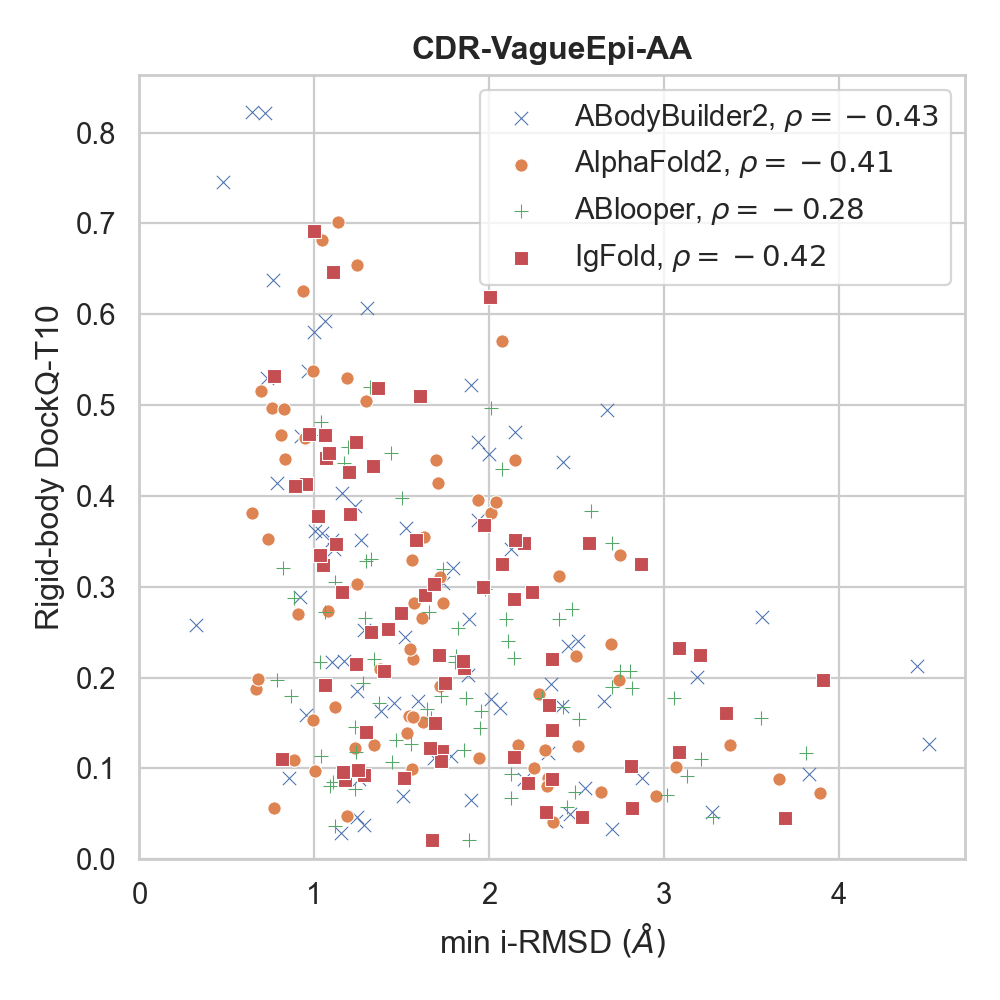 CDR-VagueEpi-AA
ABodyBuilder2, ρ = −0.43
AlphaFold2, ρ = −0.41
ABlooper, ρ = −0.28
IgFold, ρ = −0.42
Rigid-body DockQ-T10
0.8
0.7
0.6
0.5
0.4
0.3
0.2
0.1
0.0
0 1 2 3 4
min i-RMSD (Å)